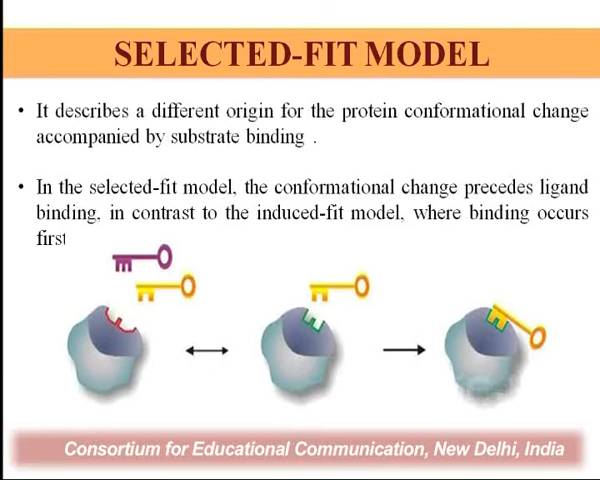 SELECTED-FIT MODEL
• It describes a different origin for the protein conformational change
accompanied by substrate binding .
• In the selected-fit model, the conformational change precedes ligand
binding, in contrast to the induced-fit model, where binding occurs
first
Consortium for Educational Communication, New Delhi, India